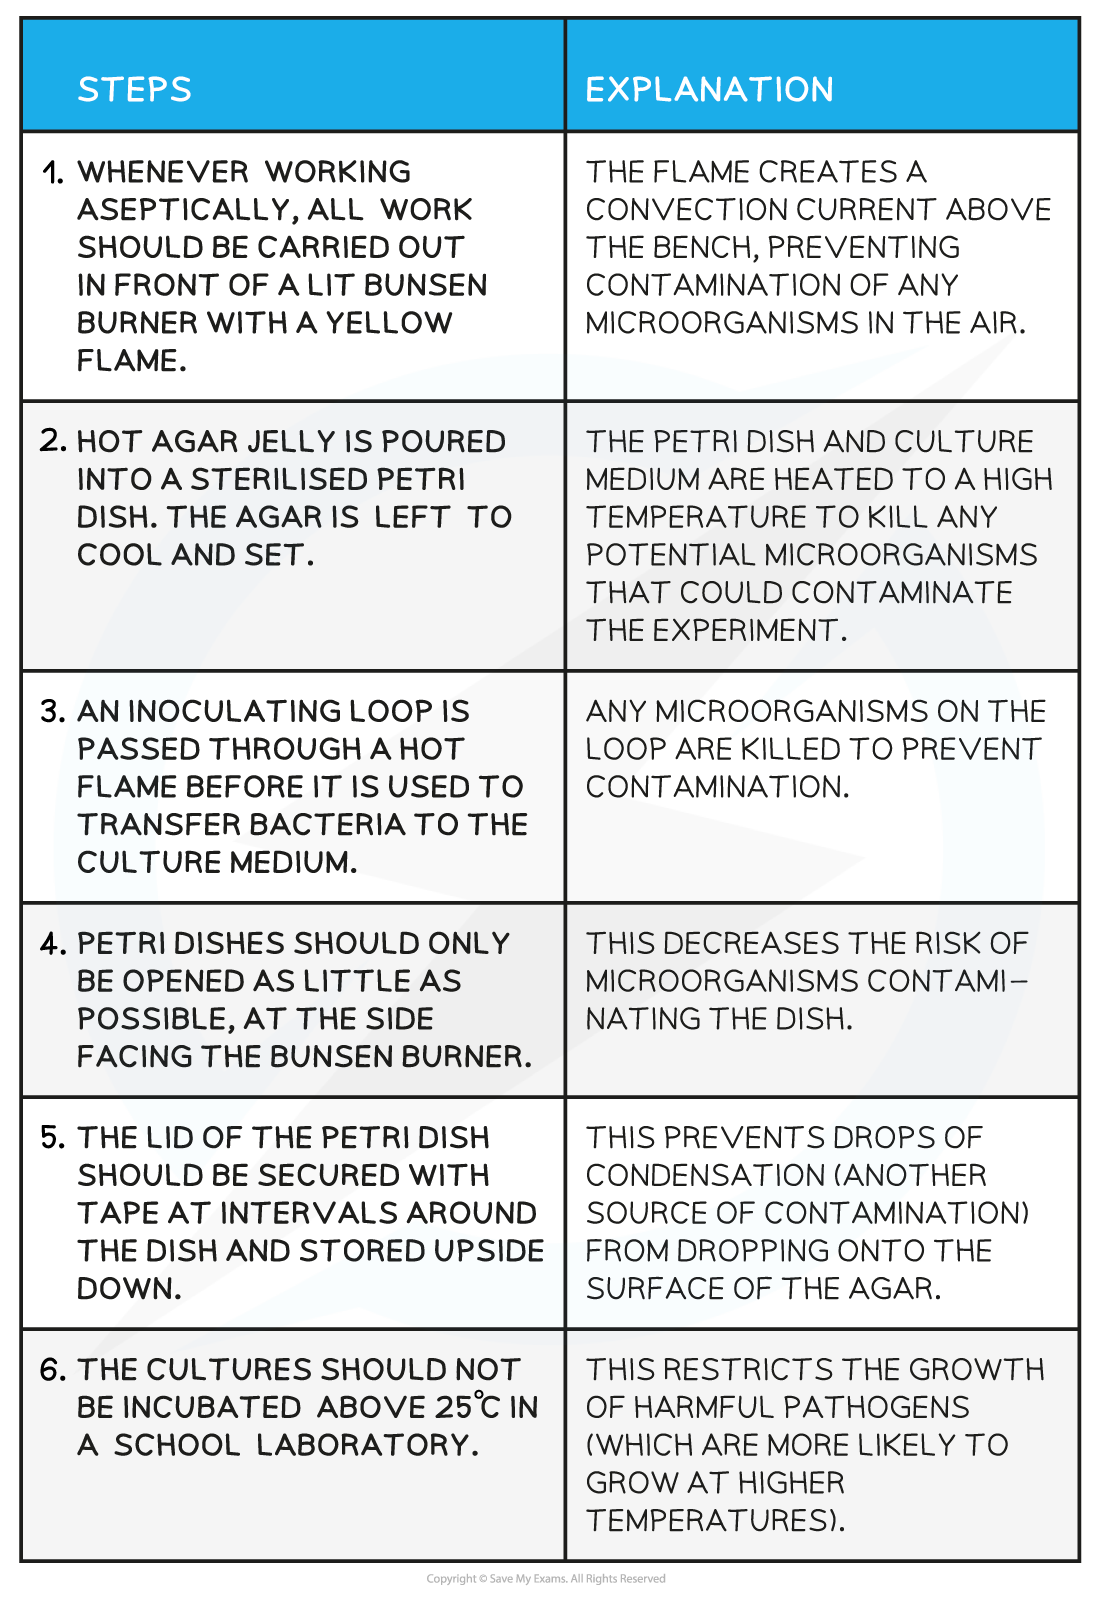 STEPS
EXPLANATION
1. WHENEVER WORKING
ASEPTICALLY, ALL WORK
SHOULD BE CARRIED OUT
IN FRONT OF A LIT BUNSEN
BURNER WITH A YELLOW
FLAME.
THE FLAME CREATES A
CONVECTION CURRENT ABOVE
THE BENCH, PREVENTING
CONTAMINATION OF ANY
MICROORGANISMS IN THE AIR.
2. HOT AGAR JELLY IS POURED
INTO A STERILISED PETRI
DISH. THE AGAR IS LEFT TO
COOL AND SET.
THE PETRI DISH AND CULTURE
MEDIUM ARE HEATED TO A HIGH
TEMPERATURE TO KILL ANY
POTENTIAL MICROORGANISMS
THAT COULD CONTAMINATE
THE EXPERIMENT.
3. AN INOCULATING LOOP IS
PASSED THROUGH A HOT
FLAME BEFORE IT IS USED TO
TRANSFER BACTERIA TO THE
CULTURE MEDIUM.
ANY MICROORGANISMS ON THE
LOOP ARE KILLED TO PREVENT
CONTAMINATION.
4. PETRI DISHES SHOULD ONLY
BE OPENED AS LITTLE AS
POSSIBLE, AT THE SIDE
FACING THE BUNSEN BURNER.
THIS DECREASES THE RISK OF
MICROORGANISMS CONTAMI–
NATING THE DISH.
5. THE LID OF THE PETRI DISH
SHOULD BE SECURED WITH
TAPE AT INTERVALS AROUND
THE DISH AND STORED UPSIDE
DOWN.
THIS PREVENTS DROPS OF
CONDENSATION (ANOTHER
SOURCE OF CONTAMINATION)
FROM DROPPING ONTO THE
SURFACE OF THE AGAR.
6. THE CULTURES SHOULD NOT
BE INCUBATED ABOVE 25°C IN
A SCHOOL LABORATORY.
THIS RESTRICTS THE GROWTH
OF HARMFUL PATHOGENS
(WHICH ARE MORE LIKELY TO
GROW AT HIGHER
TEMPERATURES).
Copyright © Save My Exams. All Rights Reserved